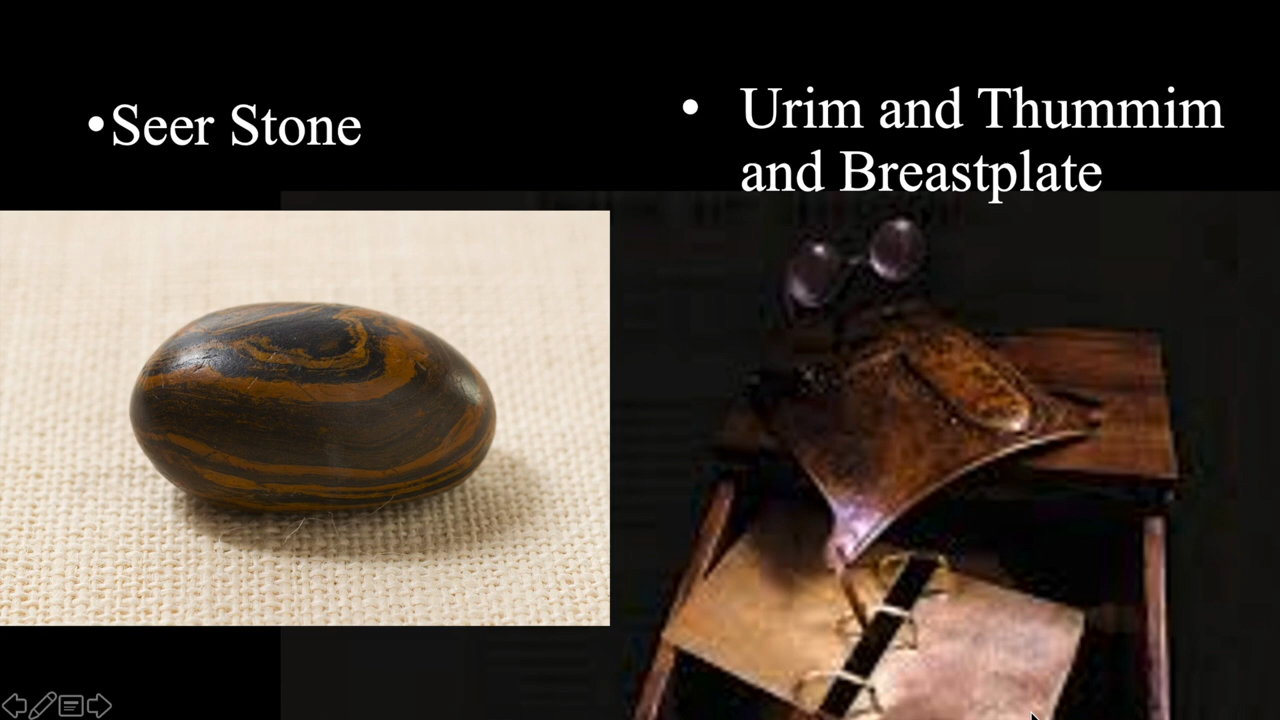 •Seer Stone
• Urim and Thummim
and Breastplate